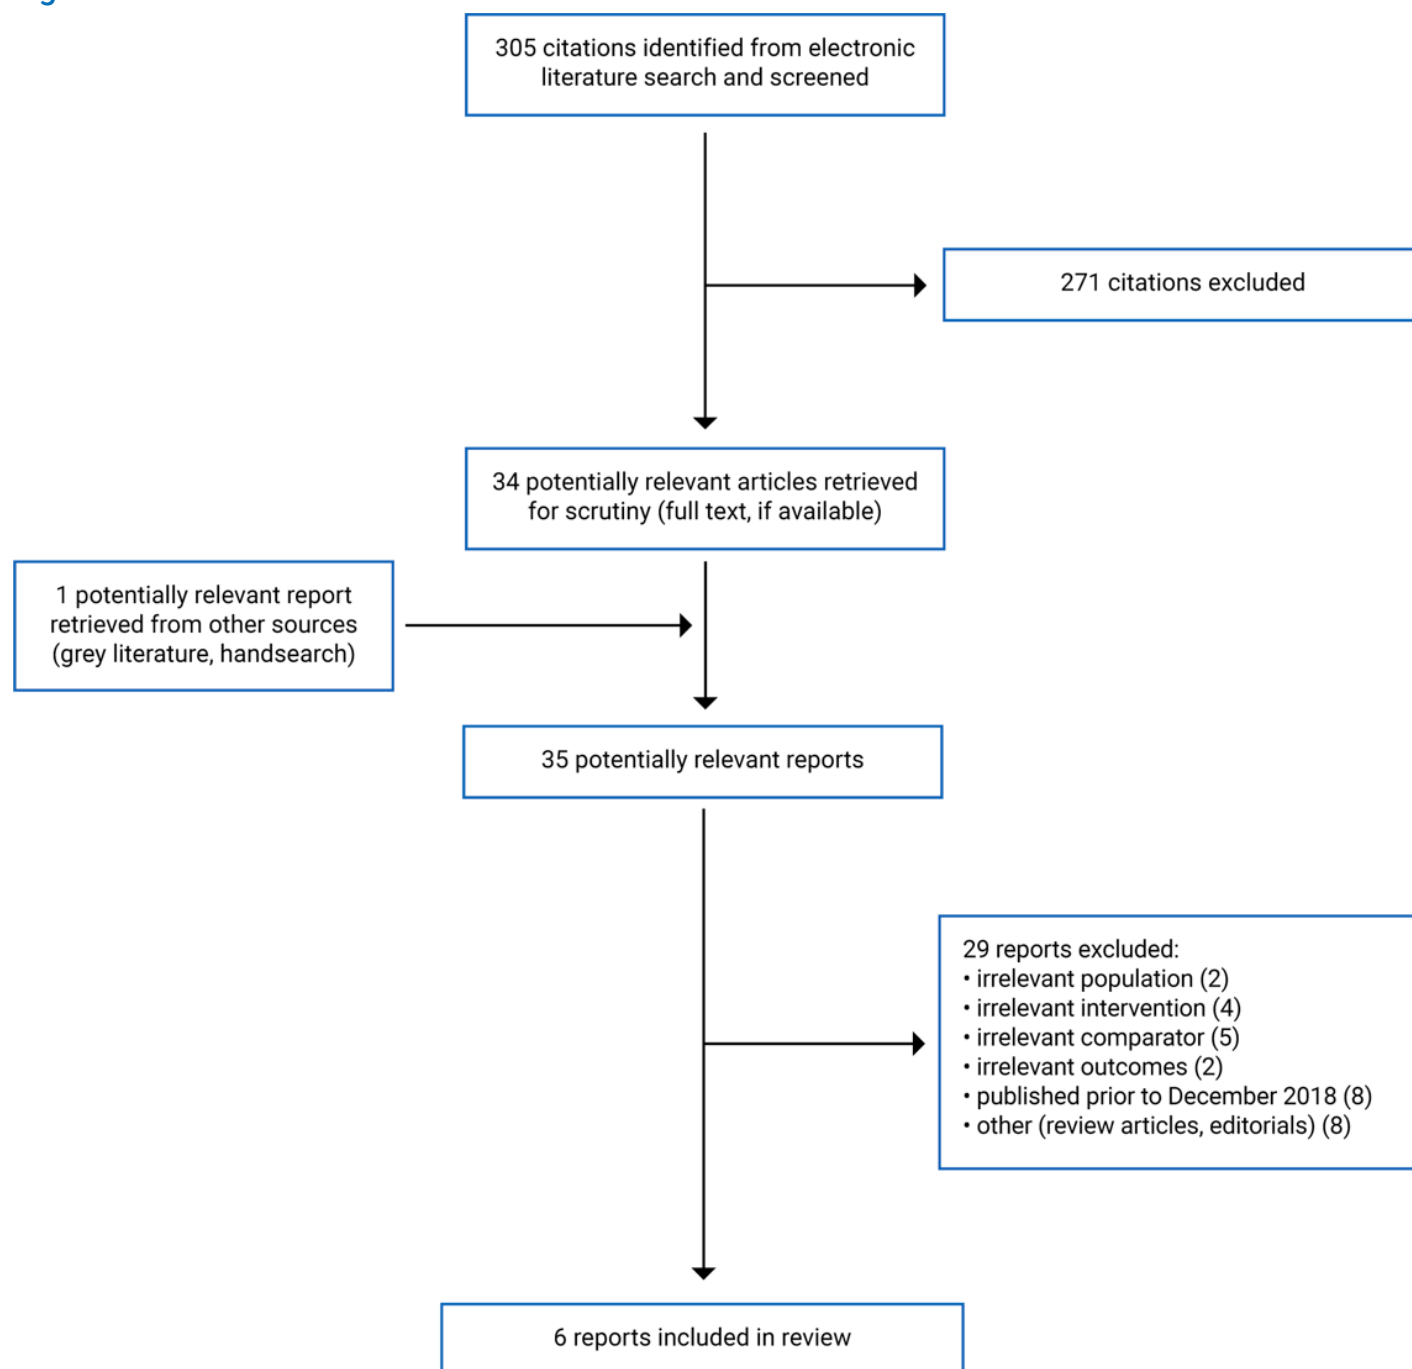 305 citations identified from electronic
literature search and screened
271 citations excluded
34 potentially relevant articles retrieved
for scrutiny (full text, if available)
1 potentially relevant report
retrieved from other sources
(grey literature, handsearch)
35 potentially relevant reports
29 reports excluded:
• irrelevant population (2)
• irrelevant intervention (4)
• irrelevant comparator (5)
• irrelevant outcomes (2)
• published prior to December 2018 (8)
• other (review articles, editorials) (8)
6 reports included in review